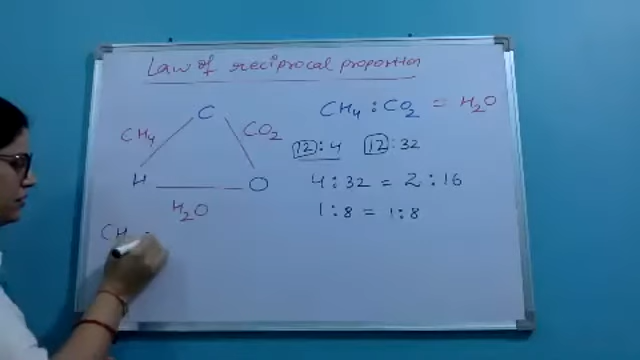 Law of reciprocal proportion
C
CH4 : CO2 = H2O
CH4
CO2
12 : 4 12 : 32
H
O
4 : 32 = 2 : 16
H2O
1 : 8 = 1 : 8
CH :